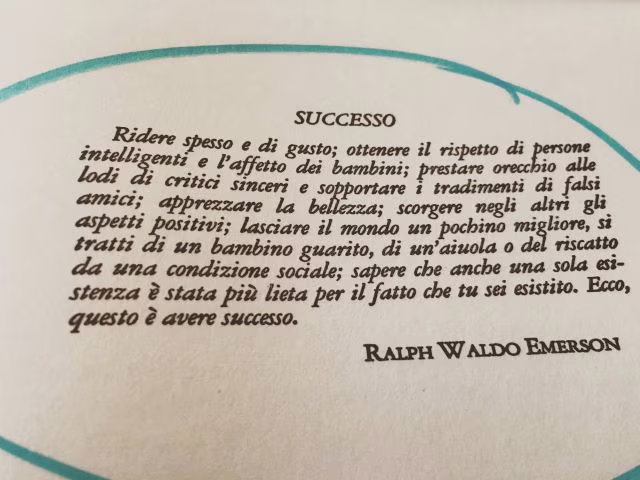 SUCCESSO
Ridere spesso e di gusto; ottenere il rispetto di persone
intelligenti e l'affetto dei bambini; prestare orecchio alle
lodi di critici sinceri e sopportare i tradimenti di falsi
amici; apprezzare la bellezza; scorgere negli altri gli
aspetti positivi; lasciare il mondo un pochino migliore, si
tratti di un bambino guarito, di un'aiuola o del riscatto
da una condizione sociale; sapere che anche una sola esi-
stenza è stata più lieta per il fatto che tu sei esistito. Ecco,
questo è avere successo.
RALPH WALDO EMERSON